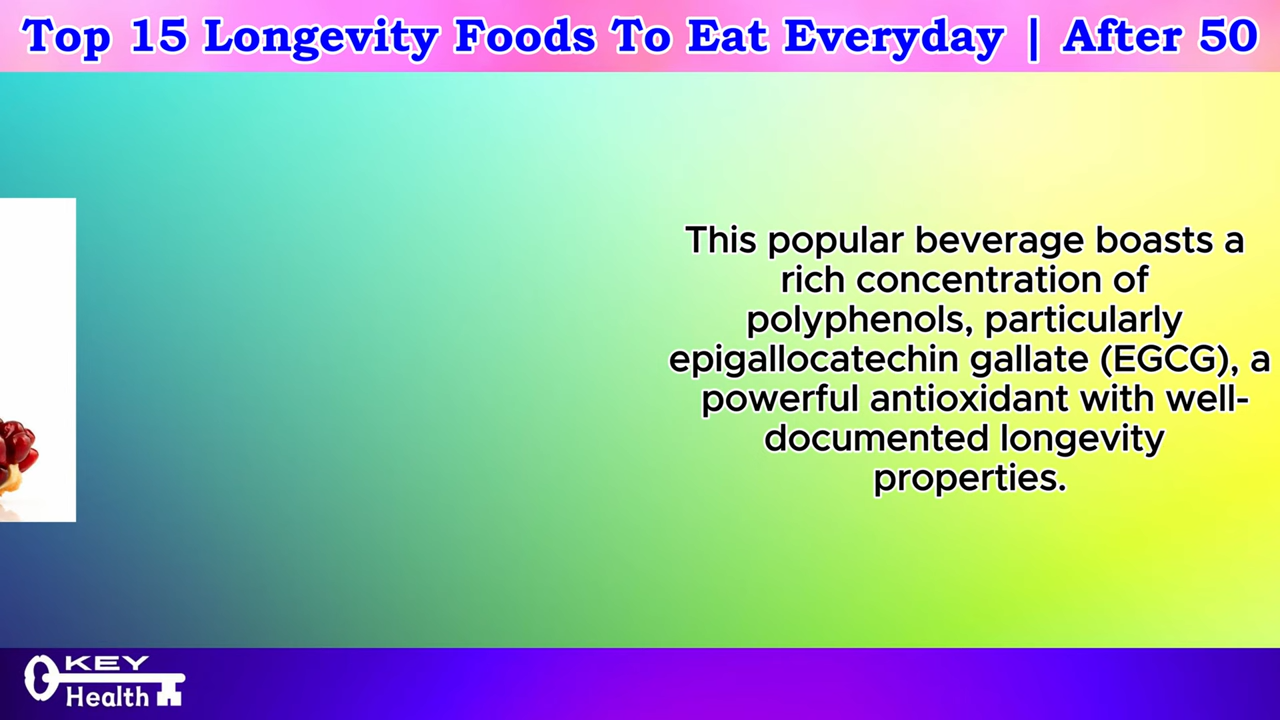 Top 15 Longevity Foods To Eat Everyday | After 50
This popular beverage boasts a
rich concentration of
polyphenols, particularly
epigallocatechin gallate (EGCG), a
powerful antioxidant with well-
documented longevity
properties.
KEY
Health